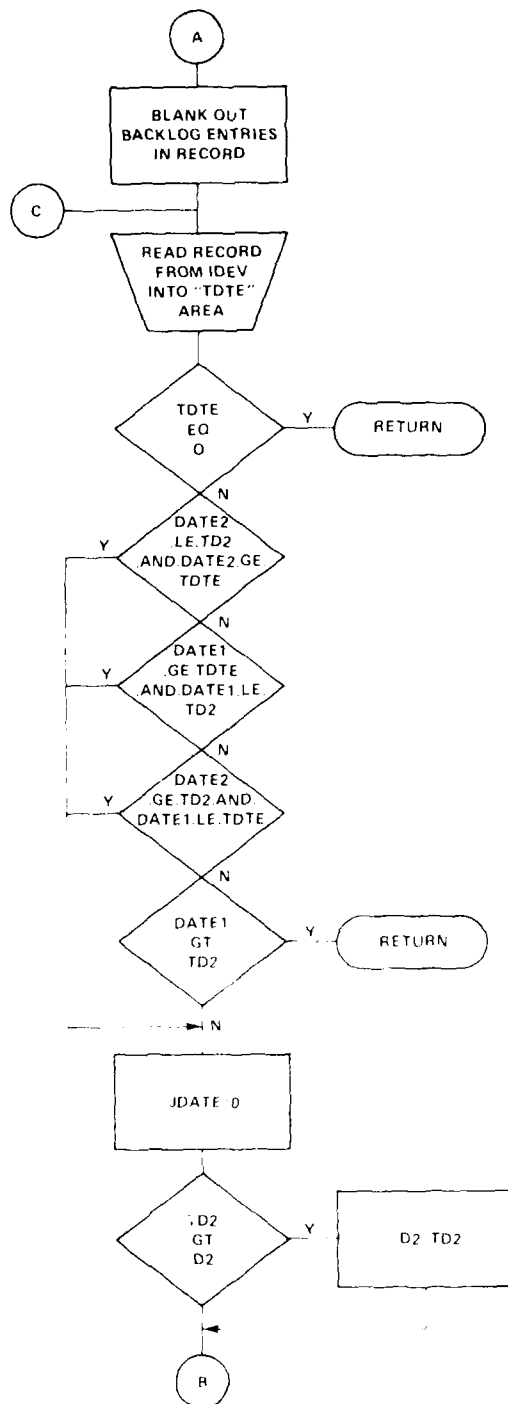 A
BLANK OUT
BACKLOG ENTRIES
IN RECORD
C
READ RECORD
FROM IDEV
INTO "TDTE"
AREA
TDTE
EQ
0
Y
RETURN
N
DATE2
.LE.TD2
.AND.DATE2.GE.
TDTE
Y
N
DATE1
.GE.TDTE
.AND.DATE1.LE.
TD2
Y
N
DATE2
.GE.TD2.AND.
DATE1.LE.TDTE
Y
N
DATE1
GT
TD2
Y
RETURN
N
JDATE 0
TD2
GT
D2
Y
D2 TD2
B